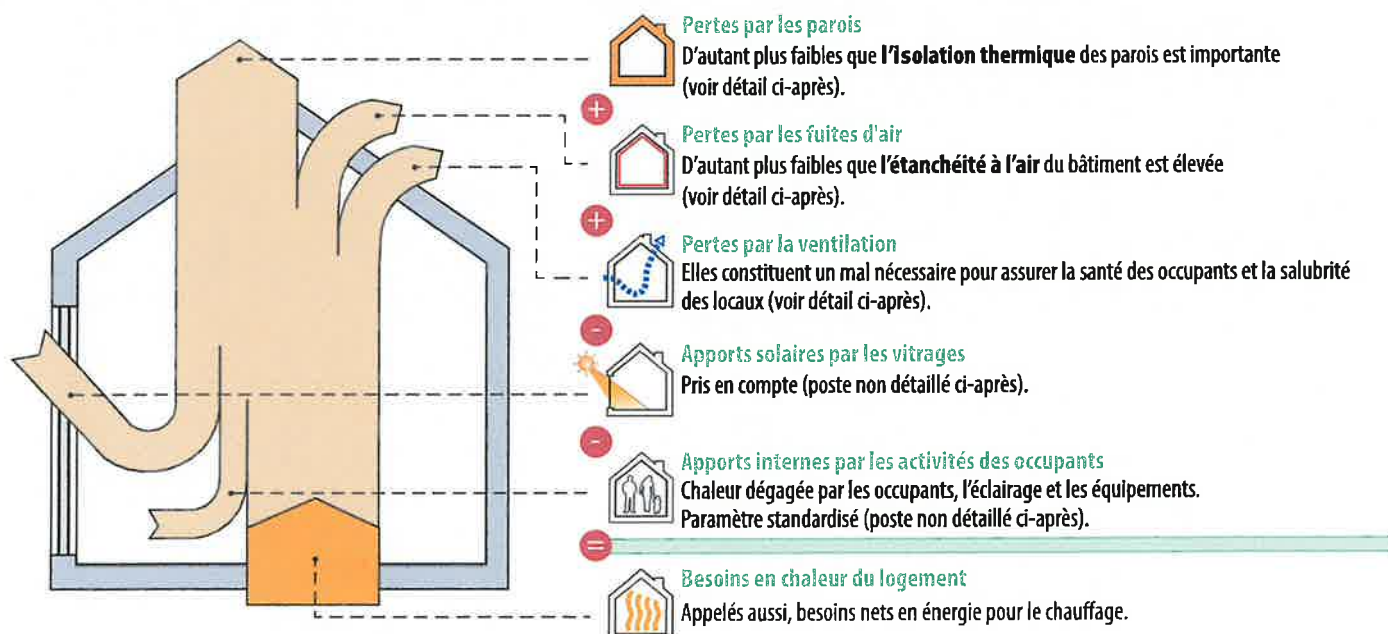 Pertes par les parois
D'autant plus faibles que l'isolation thermique des parois est importante
(voir détail ci-après).
+
Pertes par les fuites d'air
D'autant plus faibles que l'étanchéité à l'air du bâtiment est élevée
(voir détail ci-après).
+
Pertes par la ventilation
Elles constituent un mal nécessaire pour assurer la santé des occupants et la salubrité
des locaux (voir détail ci-après).
-
Apports solaires par les vitrages
Pris en compte (poste non détaillé ci-après).
-
Apports internes par les activités des occupants
Chaleur dégagée par les occupants, l'éclairage et les équipements.
Paramètre standardisé (poste non détaillé ci-après).
=
Besoins en chaleur du logement
Appelés aussi, besoins nets en énergie pour le chauffage.